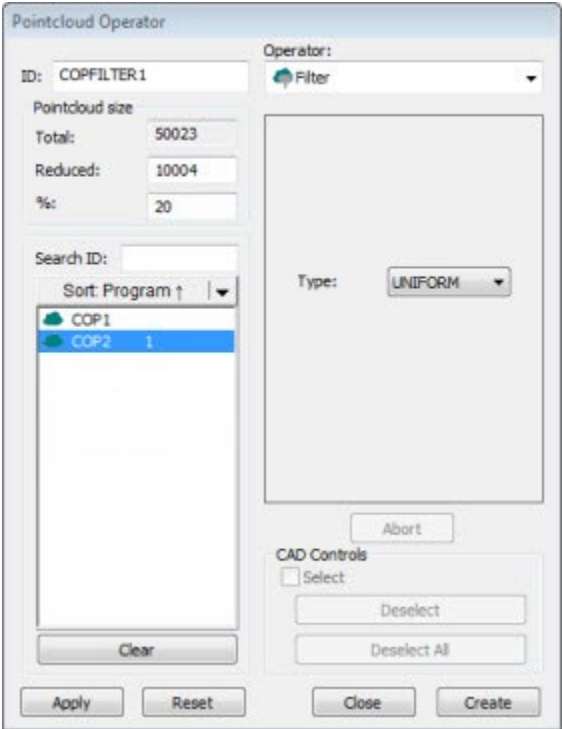 Pointcloud Operator
ID: COPFILTER1
Operator:
Filter
Pointcloud size
Total: 50023
Reduced: 10004
%: 20
Search ID:
Sort: Program ↑
COP1
COP2 1
Clear
Type: UNIFORM
Abort
CAD Controls
Select
Deselect
Deselect All
Apply Reset Close Create